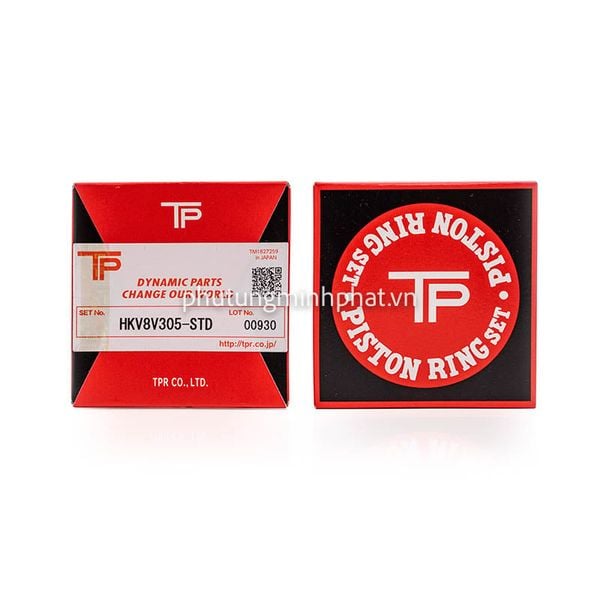 TP
TP
TM1827259
in JAPAN
DYNAMIC PARTS
CHANGE OUR WORLD
SET No.
HKV8V305-STD
LOT No.
00930
http://tpr.co.jp/
TPR CO.,LTD.
PISTON RING SET • PISTON RING SET
TP
phutungminhphat.vn